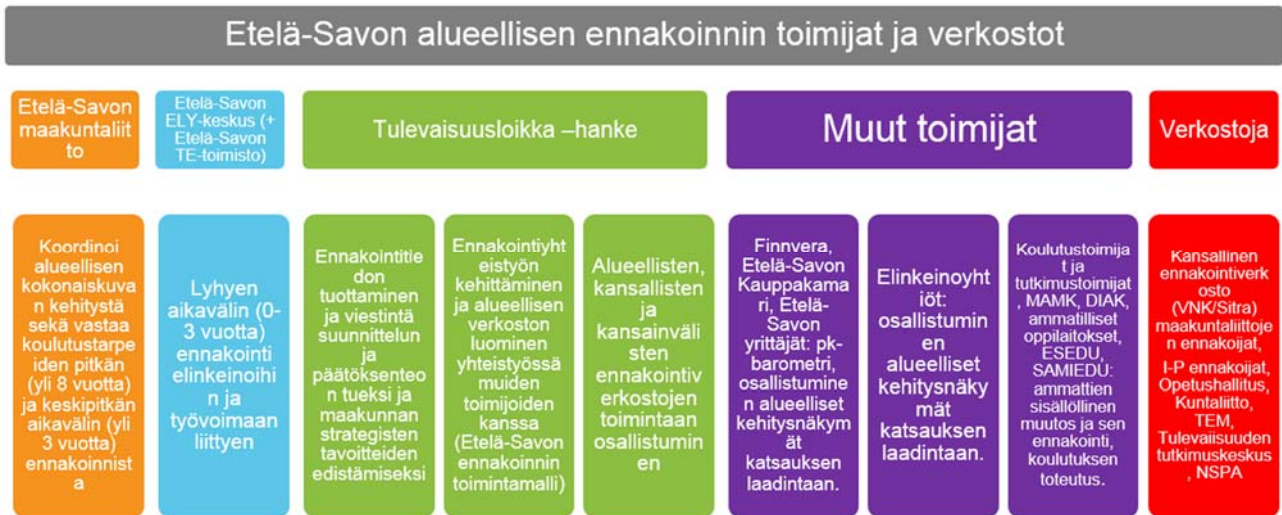 Etelä-Savon alueellisen ennakoinnin toimijat ja verkostot
Etelä-Savon
maakuntaliit
to
Etelä-Savon
ELY-keskus (+
Etelä-Savon
TE-toimisto)
Tulevaisuusloikka –hanke
Muut toimijat
Verkostoja
Koordinoi
alueellisen
kokonaiskuva
n kehitystä
sekä vastaa
koulutustarpe
iden pitkän
(yli 8 vuotta)
ja keskipitkän
aikavälin (yli
3 vuotta)
ennakoinnist
a
Lyhyen
aikavälin (0-
3 vuotta)
ennakointi
elinkeinoihi
n ja
työvoimaan
liittyen
Ennakointitie
don
tuottaminen
ja viestintä
suunnittelun
ja
päätöksenteo
n tueksi ja
maakunnan
strategisten
tavoitteiden
edistämiseksi
Ennakointiyht
eistyön
kehittäminen
ja alueellisen
verkoston
luominen
yhteistyössä
muiden
toimijoiden
kanssa
(Etelä-Savon
ennakoinnin
toimintamalli)
Alueellisten,
kansallisten
ja
kansainväli
sten
ennakointiv
erkostojen
toimintaan
osallistumin
en
Finnvera,
Etelä-Savon
Kauppakama
ri, Etelä-
Savon
yrittäjät: pk-
barometri,
osallistumine
n alueelliset
kehitysnäkym
ät
katsauksen
laadintaan.
Elinkeinoyht
iöt:
osallistumin
en
alueelliset
kehitysnäky
mät
katsauksen
laadintaan.
Koulutustoimijat
t ja
tutkimustoimijat
, MAMK, DIAK,
ammatilliset
oppilaitokset,
ESEDU,
SAMIEDU:
ammattien
sisällöllinen
muutos ja sen
ennakointi,
koulutuksen
toteutus.
Kansallinen
ennakointiverk
osto
(VNK/Sitra)
maakuntaliittoje
n ennakoijat,
I-P ennakoijat,
Opetushallitus,
Kuntaliitto,
TEM,
Tulevaiisuuden
tutkimuskeskus
, NSPA